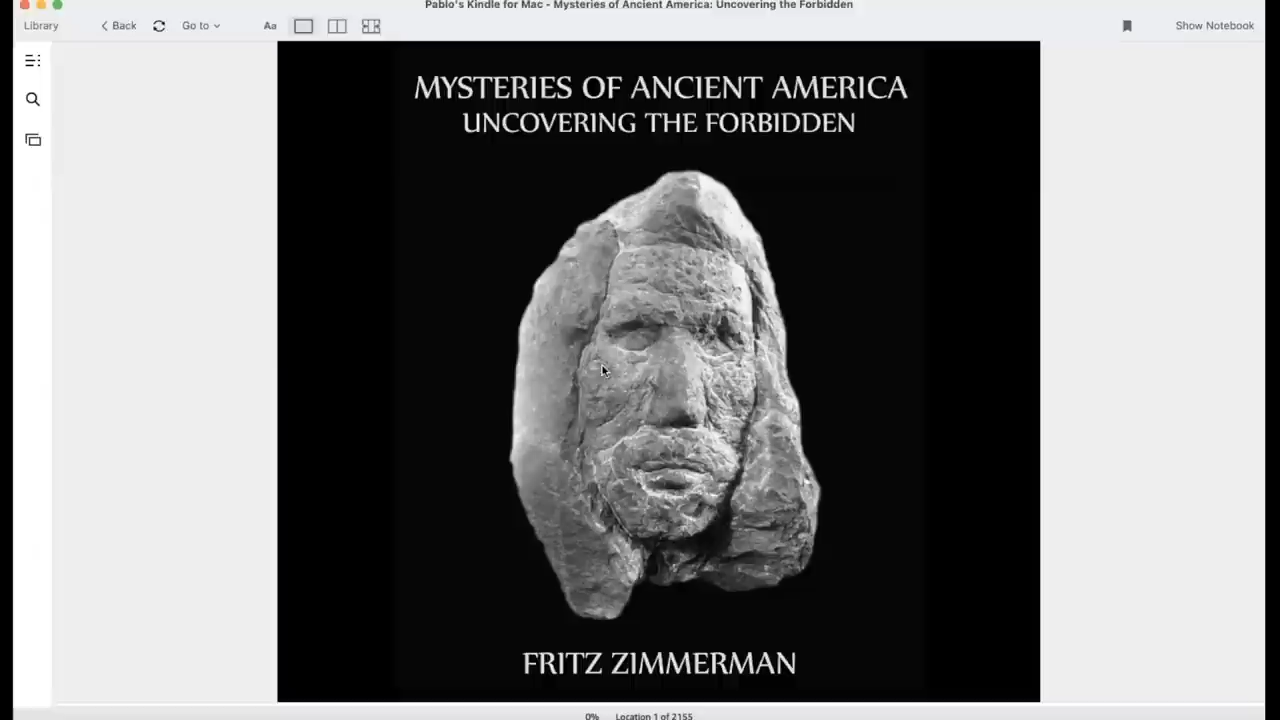 Pablo's Kindle for Mac - Mysteries of Ancient America: Uncovering the Forbidden
Library
Back
Go to
Aa
Show Notebook
MYSTERIES OF ANCIENT AMERICA
UNCOVERING THE FORBIDDEN
FRITZ ZIMMERMAN
0%
Location 1 of 2155